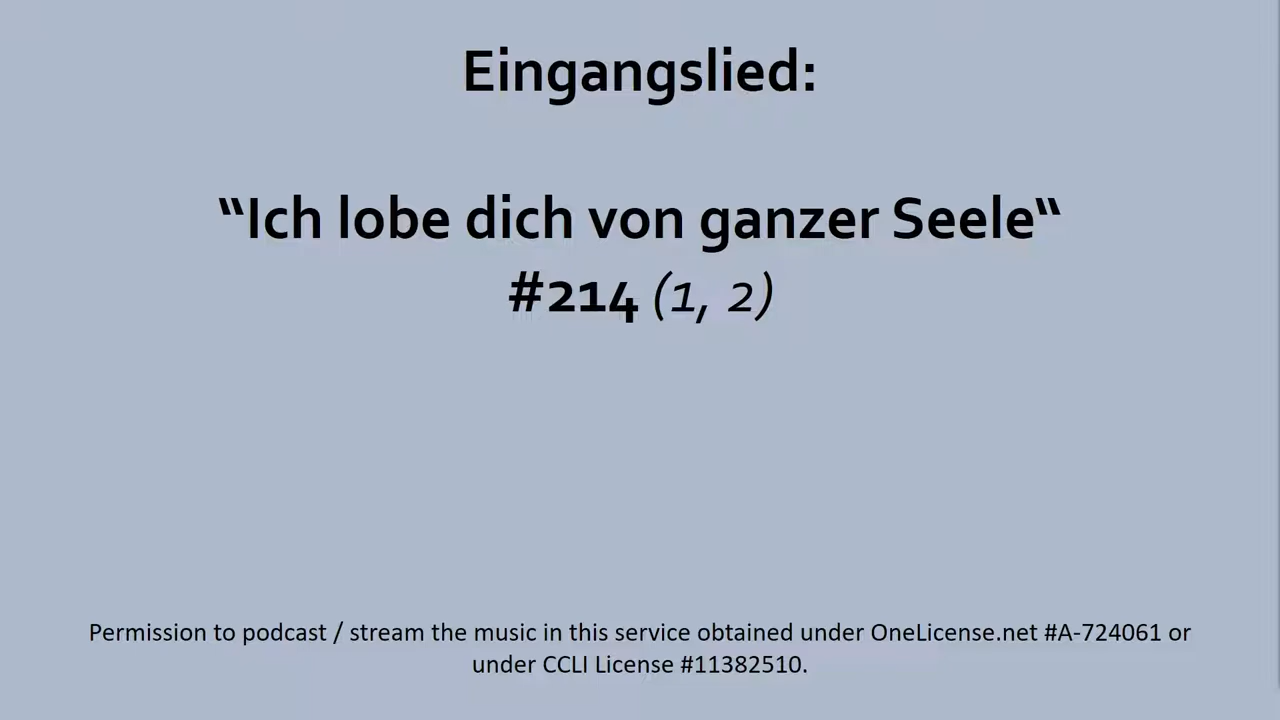 Eingangslied:
“Ich lobe dich von ganzer Seele“
#214 (1, 2)
Permission to podcast / stream the music in this service obtained under OneLicense.net #A-724061 or
under CCLI License #11382510.